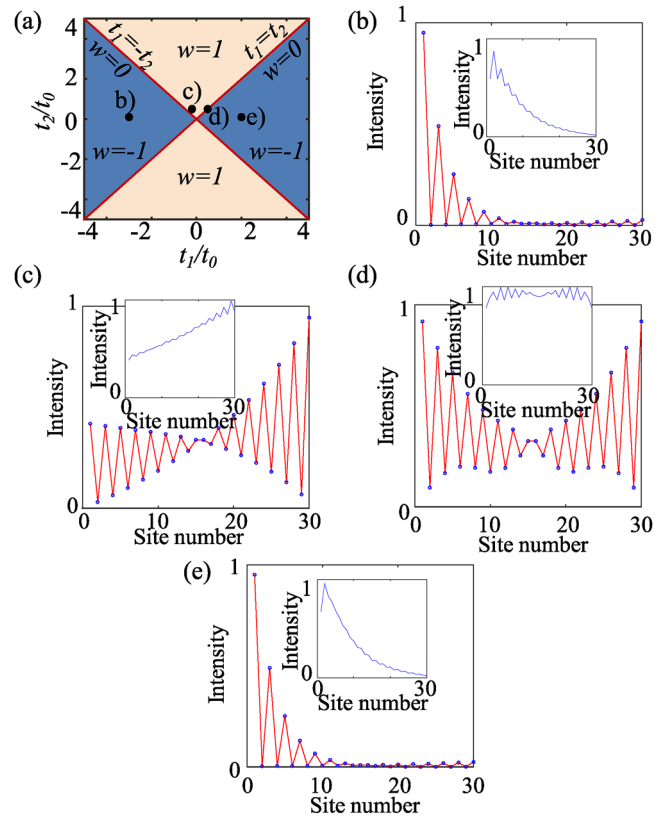 (a)
4
2
0
-2
-4
t2/t0
t1=-t2
w=0
w=1
t1=t2
w=0
b)
c)
d)
e)
w=-1
w=1
w=-1
-4 -2 0 2 4
t1/t0
(b)
1
0
Intensity
1
0
Intensity
0 30
Site number
0 10 20 30
Site number
(c)
1
0
Intensity
1
0
Intensity
0 30
Site number
0 10 20 30
Site number
(d)
1
0
Intensity
1
0
Intensity
0 30
Site number
0 10 20 30
Site number
(e)
1
0
Intensity
1
0
Intensity
0 30
Site number
0 10 20 30
Site number